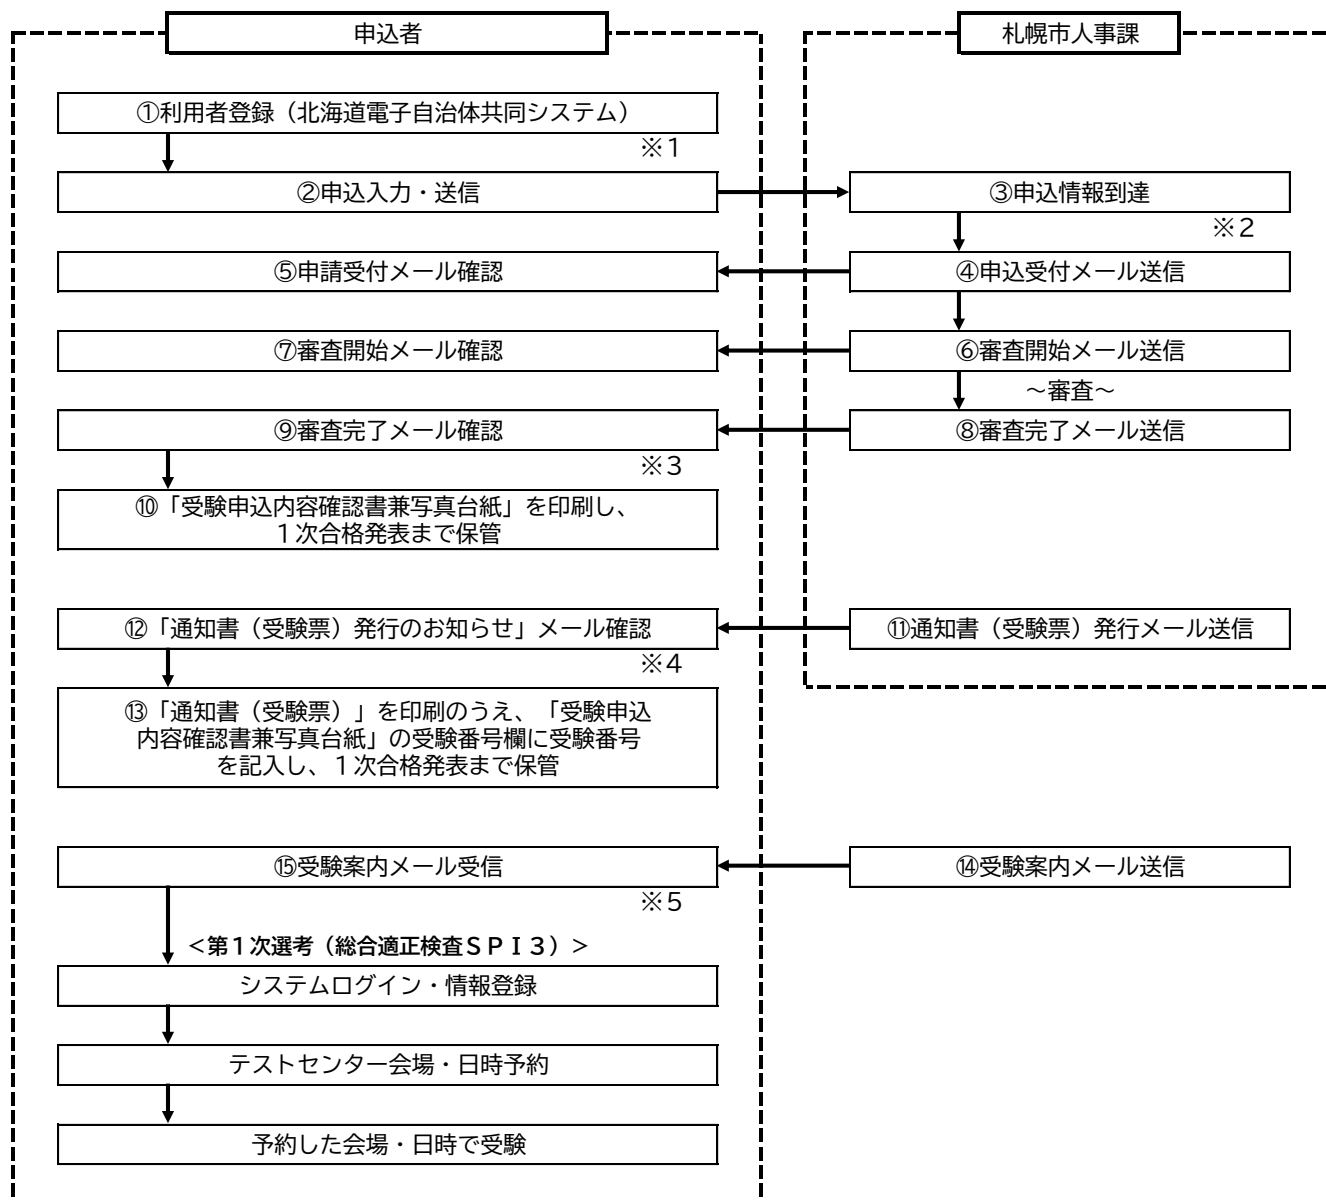 申込者
札幌市人事課
①利用者登録（北海道電子自治体共同システム）
※１
②申込入力・送信
③申込情報到達
※２
⑤申請受付メール確認
④申込受付メール送信
⑦審査開始メール確認
⑥審査開始メール送信
～審査～
⑨審査完了メール確認
⑧審査完了メール送信
※３
⑩「受験申込内容確認書兼写真台紙」を印刷し、
１次合格発表まで保管
⑫「通知書（受験票）発行のお知らせ」メール確認
⑪通知書（受験票）発行メール送信
※４
⑬「通知書（受験票）」を印刷のうえ、「受験申込
内容確認書兼写真台紙」の受験番号欄に受験番号
を記入し、１次合格発表まで保管
⑮受験案内メール受信
⑭受験案内メール送信
※５
＜第１次選考（総合適正検査ＳＰＩ３）＞
システムログイン・情報登録
テストセンター会場・日時予約
予約した会場・日時で受験